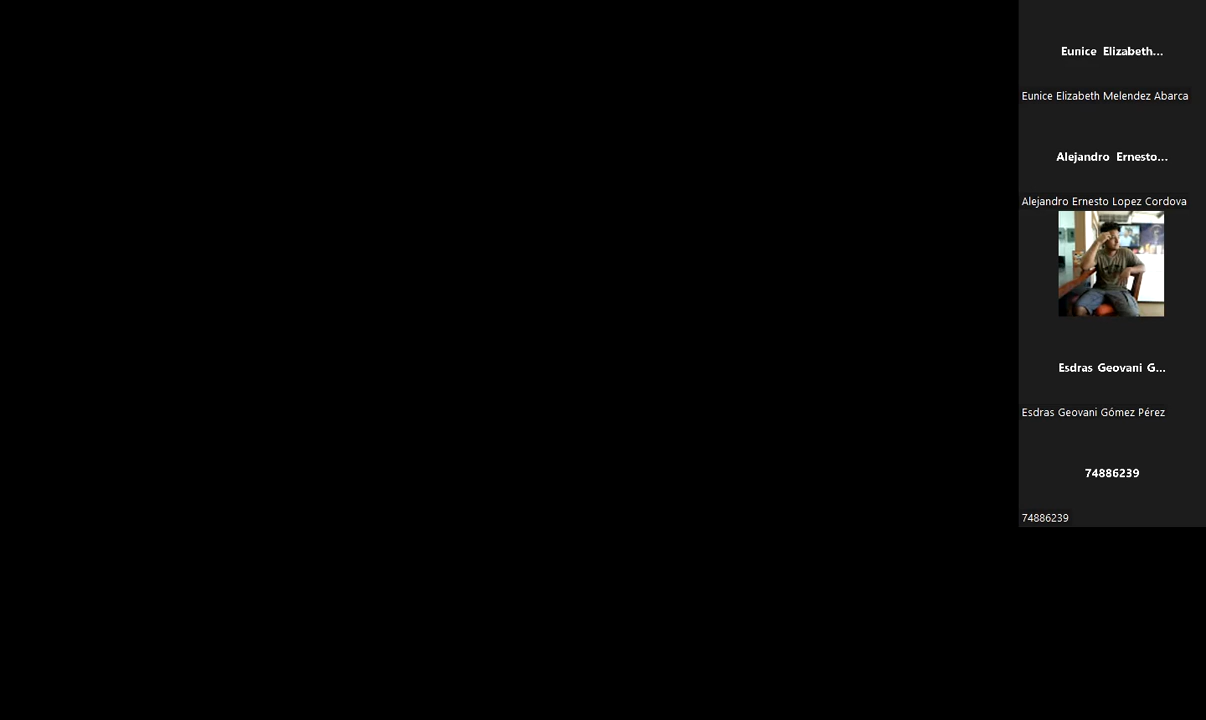 Eunice Elizabeth...
Eunice Elizabeth Melendez Abarca
Alejandro Ernesto...
Alejandro Ernesto Lopez Cordova
Esdras Geovani G...
Esdras Geovani Gómez Pérez
74886239
74886239